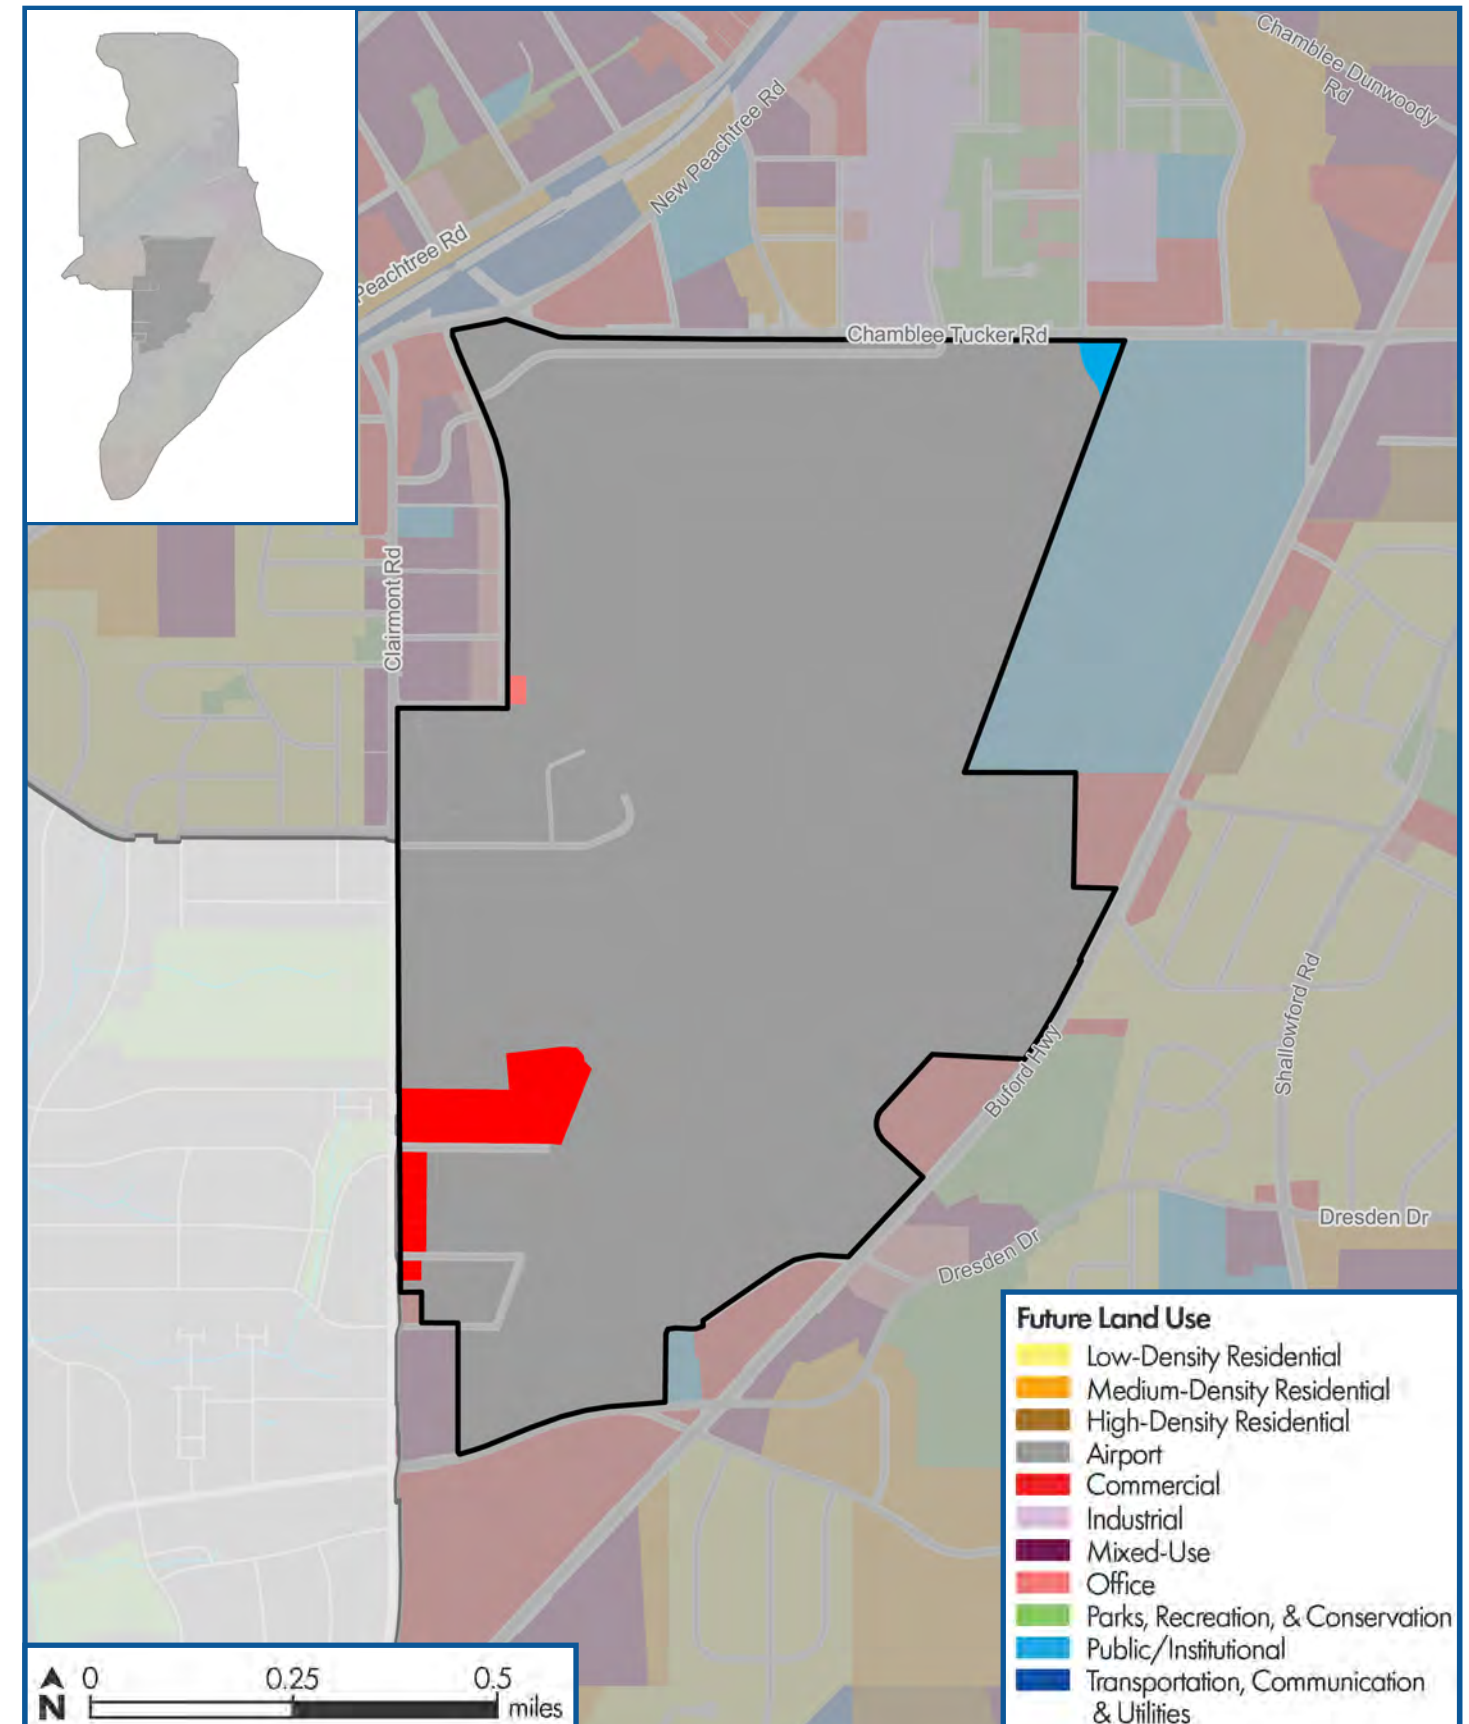 Chamblee Dunwoody
Rd
New Peachtree Rd
Peachtree Rd
Chamblee Tucker Rd
Clairmont Rd
Shallowford Rd
Buford Hwy
Dresden Dr
Dresden Dr
Future Land Use
Low-Density Residential
Medium-Density Residential
High-Density Residential
Airport
Commercial
Industrial
Mixed-Use
Office
Parks, Recreation, & Conservation
Public/Institutional
Transportation, Communication
& Utilities
N
0 0.25 0.5
miles